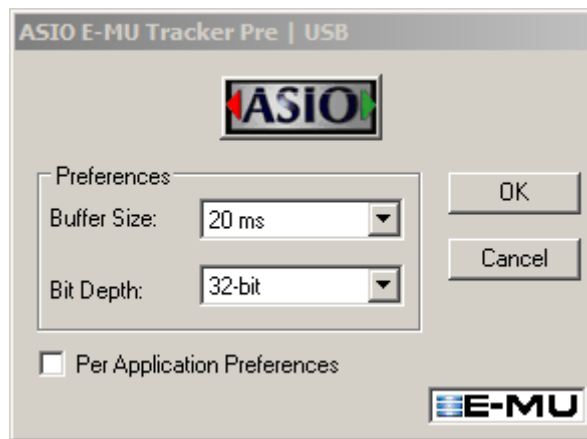 ASIO E-MU Tracker Pre | USB
ASIO
Preferences
Buffer Size: 20 ms
OK
Bit Depth: 32-bit
Cancel
Per Application Preferences
E-MU